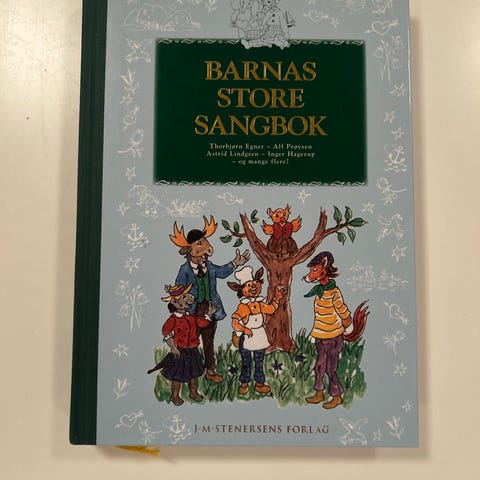 BARNAS
STORE
SANGBOK
Thorbjørn Egner – Alf Prøysen
Astrid Lindgren – Inger Hagerup
– og mange flere!
J·M·STENERSENS FORLAG